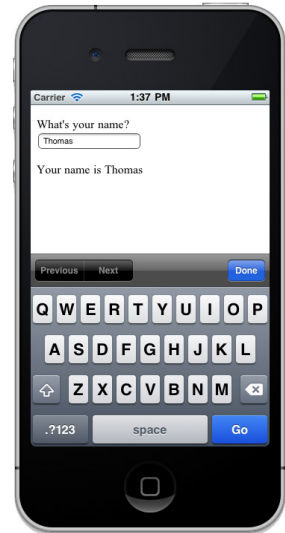 Carrier 1:37 PM
What's your name?
Thomas
Your name is Thomas
Previous Next Done
Q W E R T Y U I O P
A S D F G H J K L
Z X C V B N M
.?123 space Go